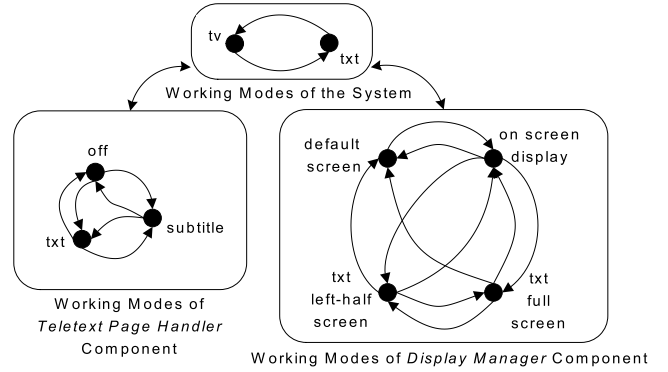 tv
txt
Working Modes of the System
off
txt
subtitle
Working Modes of
Teletext Page Handler
Component
default
screen
on screen
display
txt
left-half
screen
txt
full
screen
Working Modes of Display Manager Component